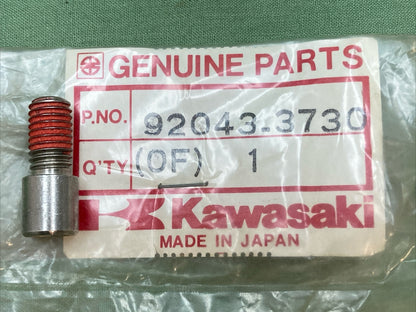 GENUINE PARTS
P.NO. 92043-3730
Q'TY (OF) 1
Kawasaki
MADE IN JAPAN